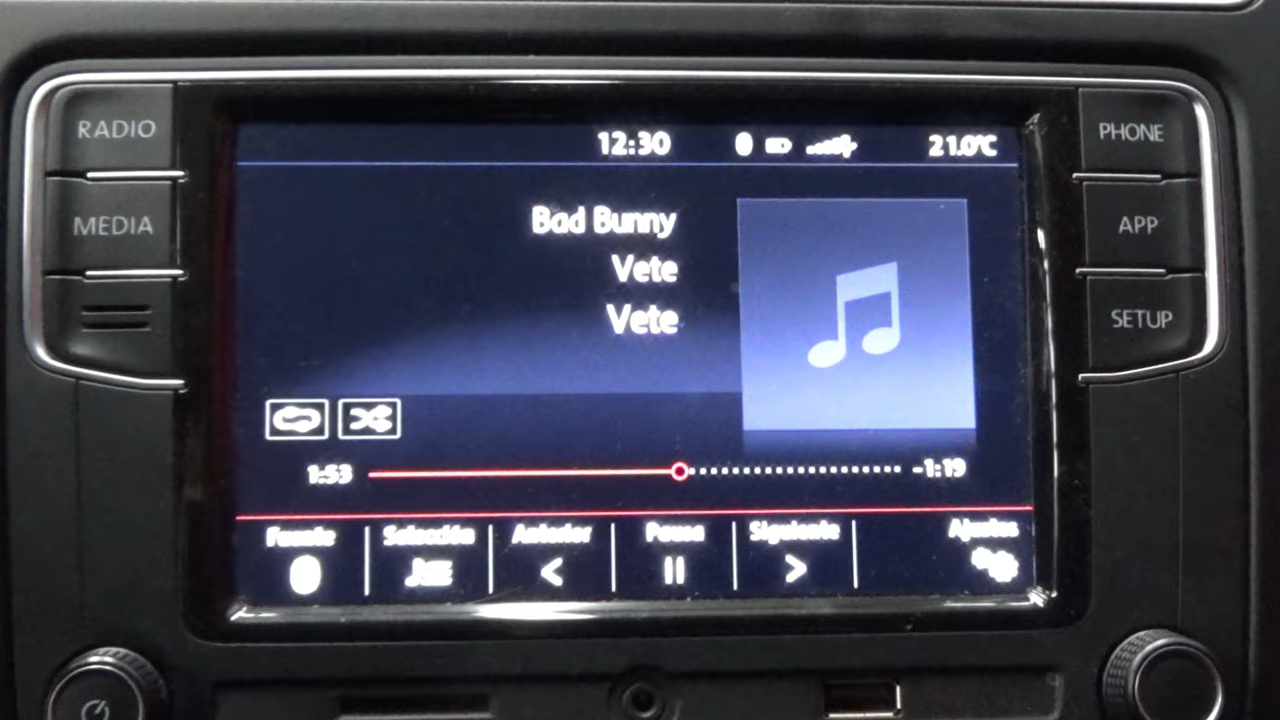 RADIO
MEDIA
12:30
21.0°C
Bad Bunny
Vete
Vete
1:53
-1:19
Fuente
Selección
Anterior
Pausa
Siguiente
Ajustes
PHONE
APP
SETUP